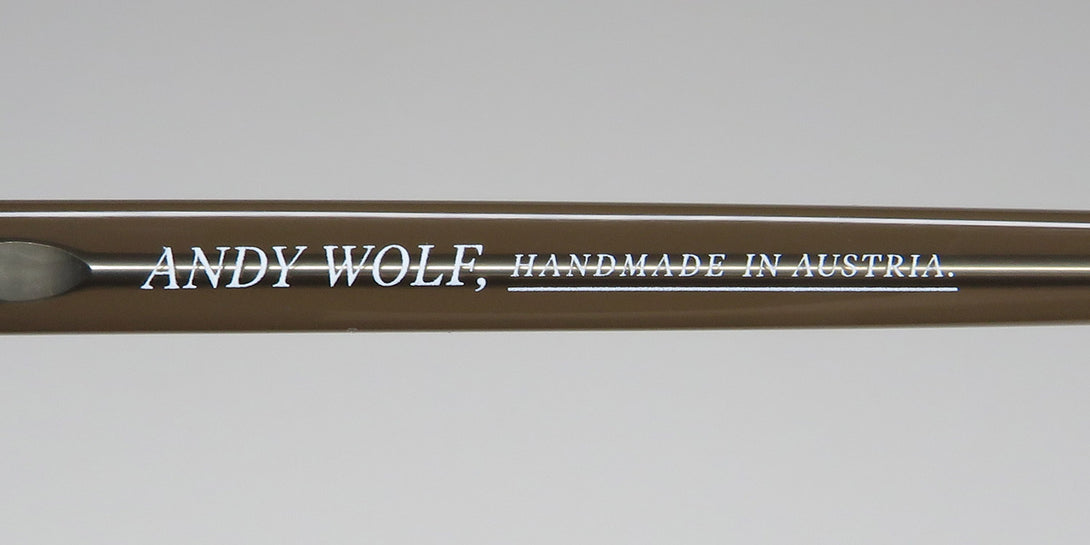 ANDY WOLF, HANDMADE IN AUSTRIA.